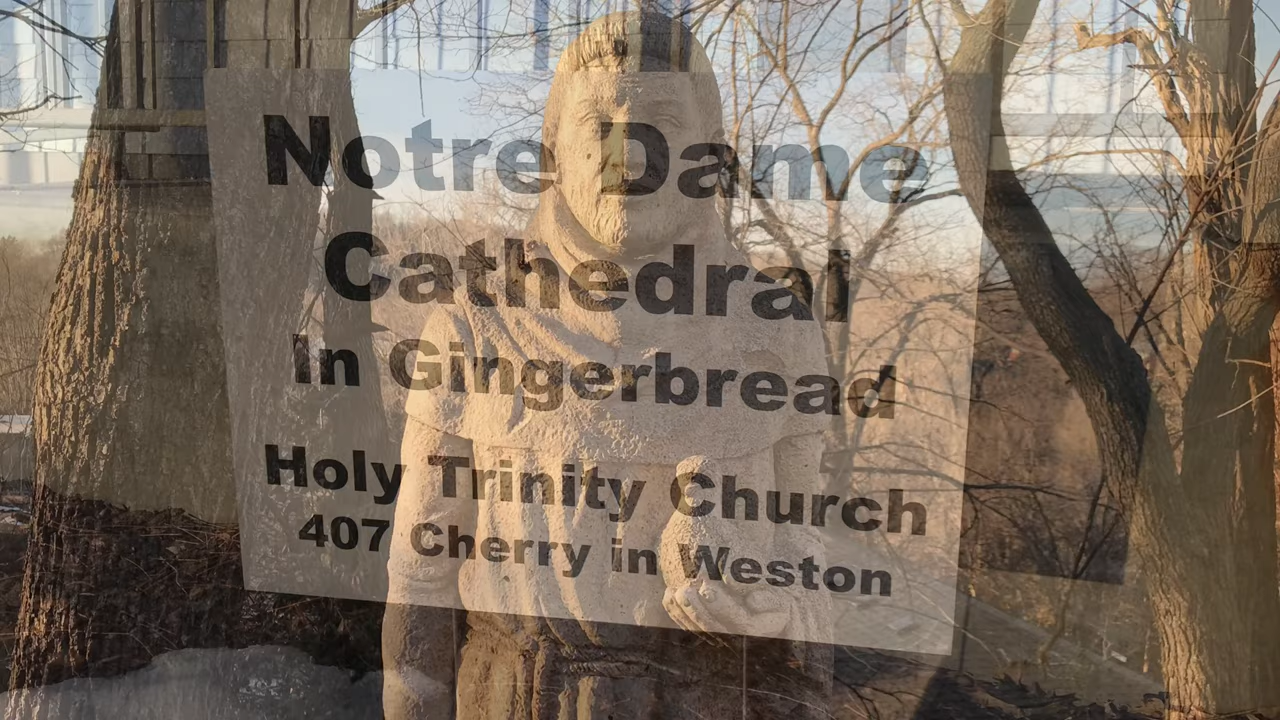 Notre Dame
Cathedral
In Gingerbread
Holy Trinity Church
407 Cherry in Weston